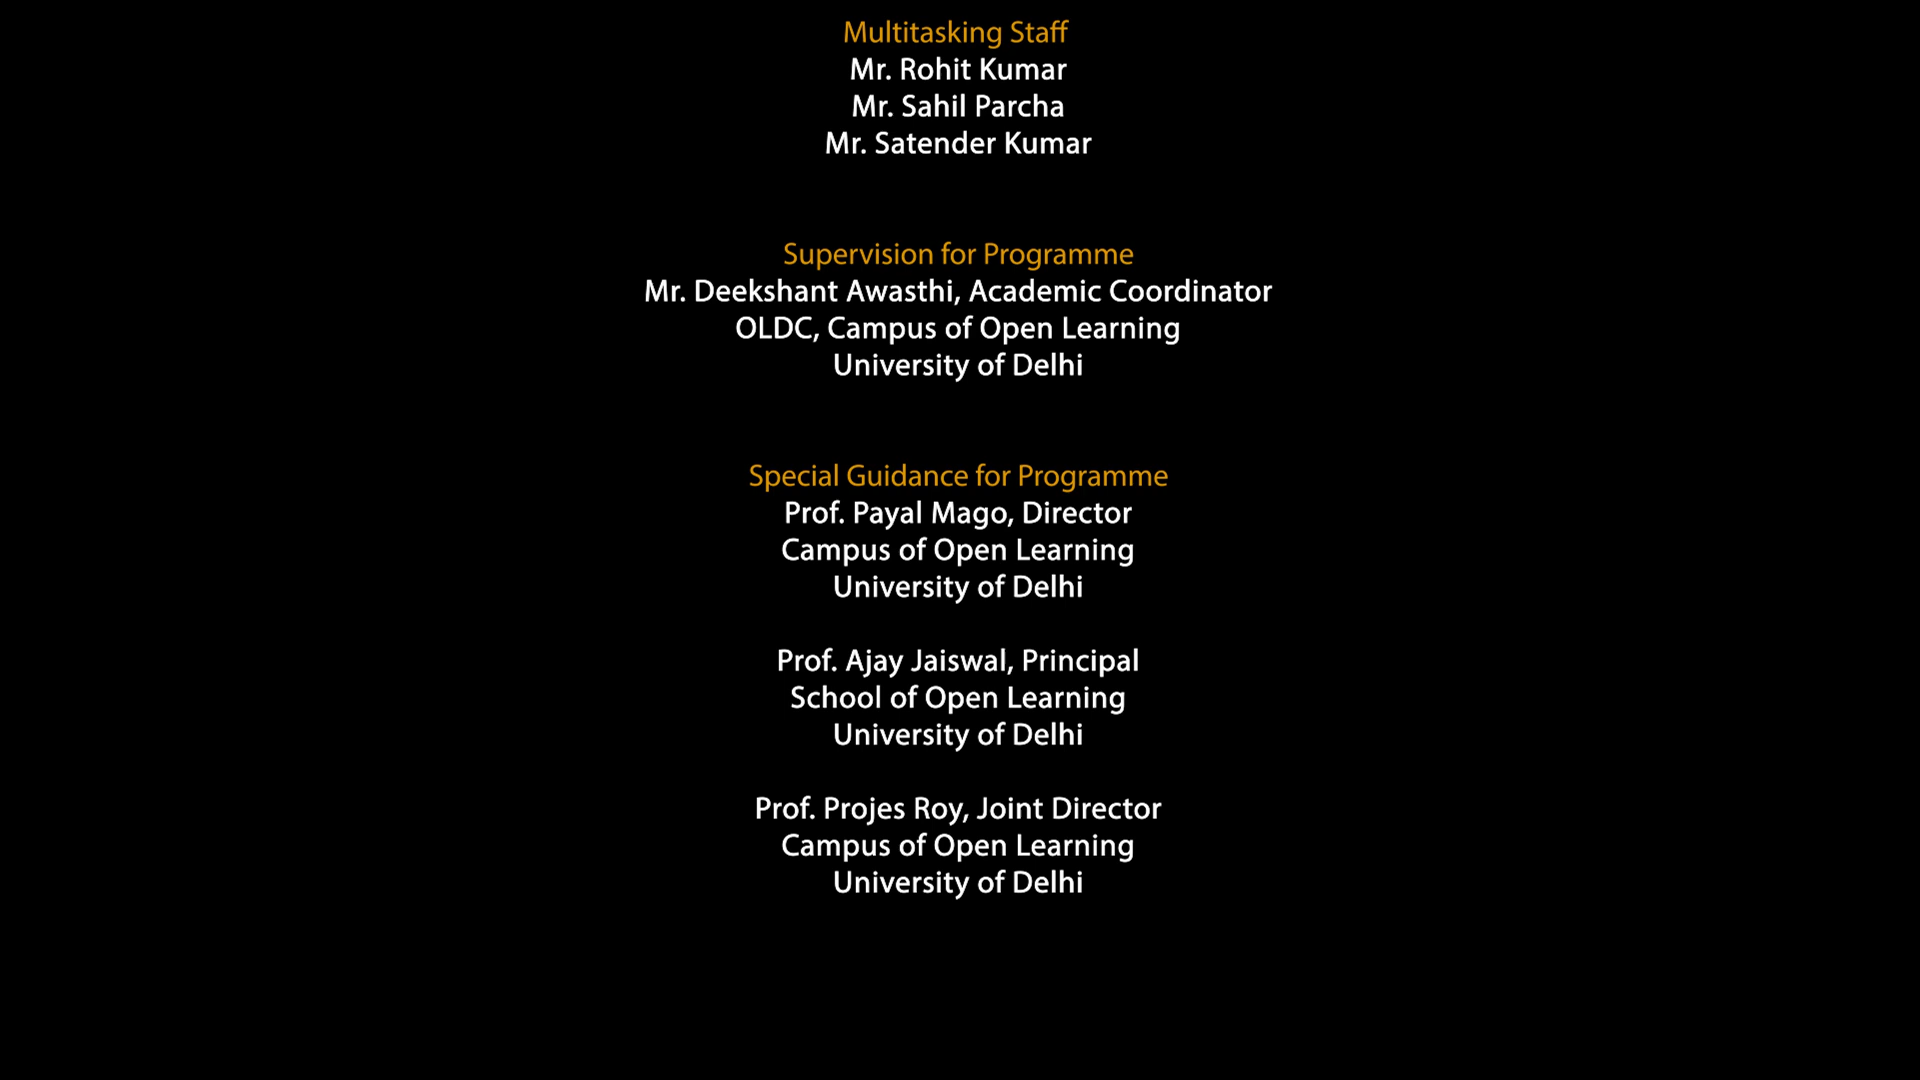 Multitasking Staff
Mr. Rohit Kumar
Mr. Sahil Parcha
Mr. Satender Kumar
Supervision for Programme
Mr. Deekshant Awasthi, Academic Coordinator
OLDC, Campus of Open Learning
University of Delhi
Special Guidance for Programme
Prof. Payal Mago, Director
Campus of Open Learning
University of Delhi
Prof. Ajay Jaiswal, Principal
School of Open Learning
University of Delhi
Prof. Projes Roy, Joint Director
Campus of Open Learning
University of Delhi